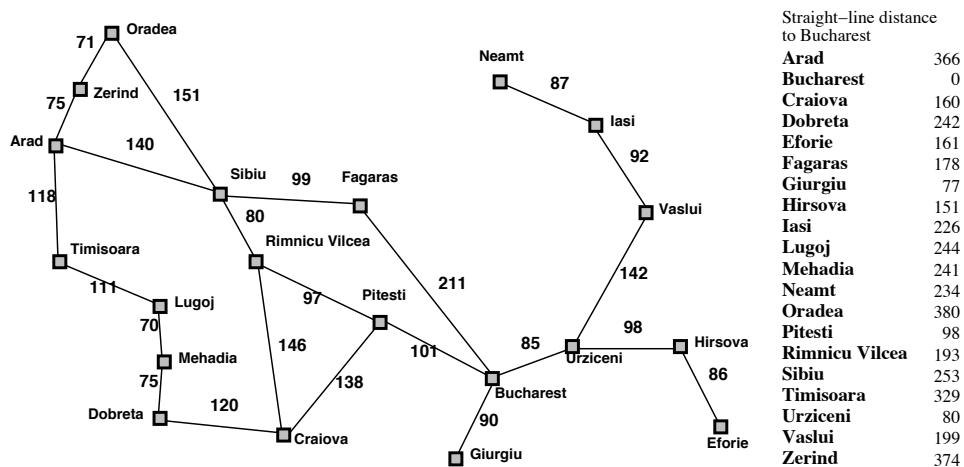 Oradea
71
Neamt
87
Zerind
75
151
Iasi
Arad
140
92
Sibiu
99
Fagaras
118
80
Vaslui
Rimnicu Vilcea
Timisoara
142
111
211
Lugoj
97
Pitesti
70
98
Hirsova
146
101
85
Urziceni
Mehadia
75
138
86
Bucharest
120
Dobreta
90
Craiova
Eforie
Giurgiu
Straight−line distance
to Bucharest
Arad 366
Bucharest 0
Craiova 160
Dobreta 242
Eforie 161
Fagaras 178
Giurgiu 77
Hirsova 151
Iasi 226
Lugoj 244
Mehadia 241
Neamt 234
Oradea 380
Pitesti 98
Rimnicu Vilcea 193
Sibiu 253
Timisoara 329
Urziceni 80
Vaslui 199
Zerind 374